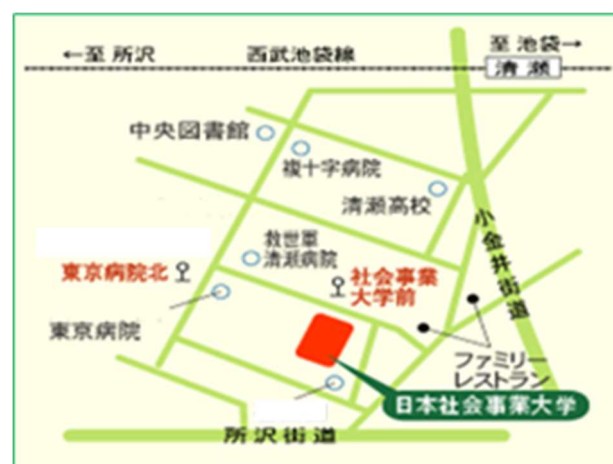 ←至 所沢
西武池袋線
至 池袋→
清瀬
中央図書館
複十字病院
清瀬高校
小金井街道
救世軍
清瀬病院
東京病院北
社会事業
大学前
東京病院
ファミリー
レストラン
日本社会事業大学
所沢街道